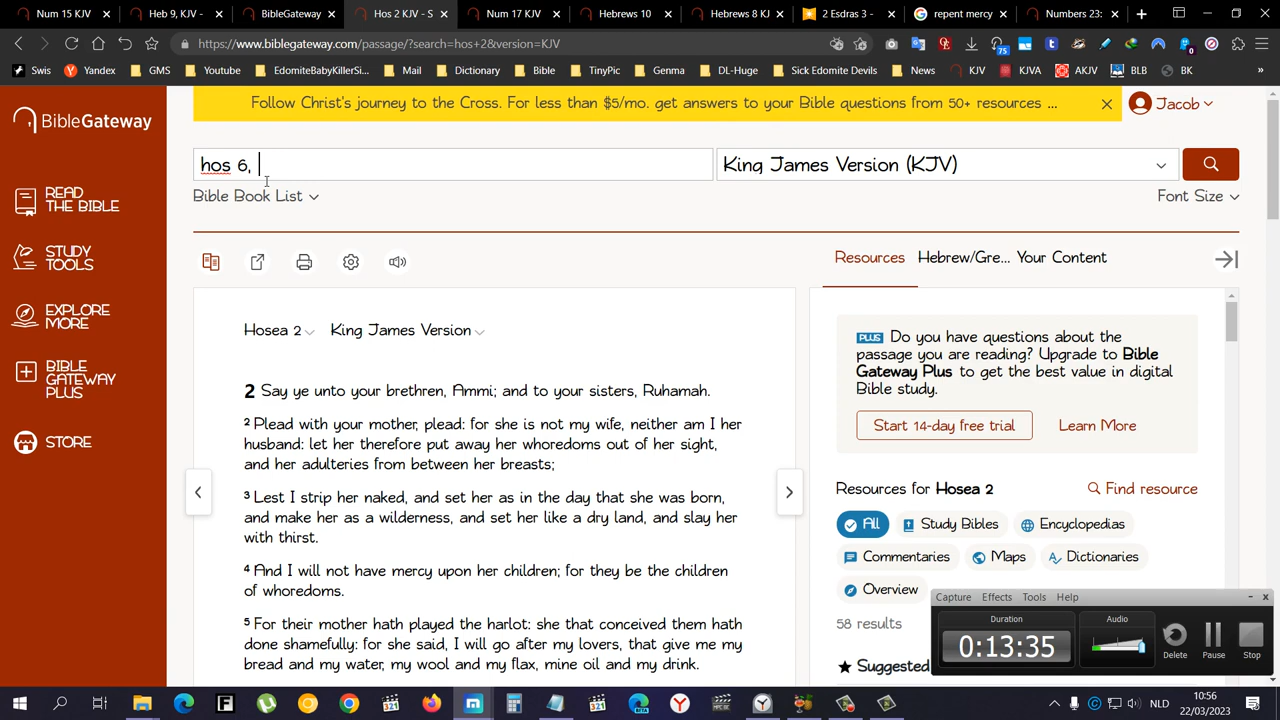 Num 15 KJV
Heb 9, KJV -
BibleGateway
Hos 2 KJV - S
Num 17 KJV
Hebrews 10
Hebrews 8 KJ
2 Esdras 3 -
repent mercy
Numbers 23:
https://www.biblegateway.com/passage/?search=hos+2&version=KJV
75
0
Swis
Yandex
GMS
Youtube
EdomiteBabyKillerSi...
Mail
Dictionary
Bible
TinyPic
Genma
DL-Huge
Sick Edomite Devils
News
KJV
KJVA
AKJV
BLB
BK
BibleGateway
Follow Christ's journey to the Cross. For less than $5/mo. get answers to your Bible questions from 50+ resources ...
Jacob
hos 6,
King James Version (KJV)
Bible Book List
Font Size
READ
THE BIBLE
STUDY
TOOLS
EXPLORE
MORE
BIBLE
GATEWAY
PLUS
STORE
Resources
Hebrew/Gre...
Your Content
Hosea 2
King James Version
2 Say ye unto your brethren, Ammi; and to your sisters, Ruhamah.
2 Plead with your mother, plead: for she is not my wife, neither am I her
husband: let her therefore put away her whoredoms out of her sight,
and her adulteries from between her breasts;
3 Lest I strip her naked, and set her as in the day that she was born,
and make her as a wilderness, and set her like a dry land, and slay her
with thirst.
4 And I will not have mercy upon her children; for they be the children
of whoredoms.
5 For their mother hath played the harlot: she that conceived them hath
done shamefully: for she said, I will go after my lovers, that give me my
bread and my water, my wool and my flax, mine oil and my drink.
PLUS Do you have questions about the
passage you are reading? Upgrade to Bible
Gateway Plus to get the best value in digital
Bible study.
Start 14-day free trial
Learn More
Resources for Hosea 2
Find resource
All
Study Bibles
Encyclopedias
Commentaries
Maps
Dictionaries
Overview
58 results
Suggested
Capture
Effects
Tools
Help
Duration
0:13:35
Audio
Delete
Pause
Stop
321
321
BETA
NLD
10:56
22/03/2023